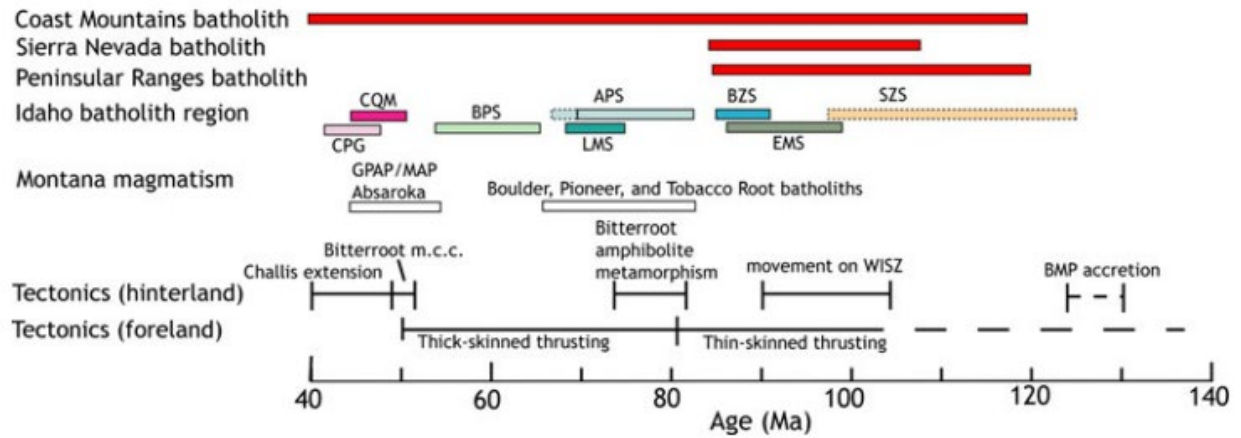 Coast Mountains batholith
Sierra Nevada batholith
Peninsular Ranges batholith
Idaho batholith region
CQM
BPS
APS
BZS
SZS
CPG
LMS
EMS
Montana magmatism
GPAP/MAP
Absaroka
Boulder, Pioneer, and Tobacco Root batholiths
Bitterroot
amphibolite
metamorphism
Bitterroot m.c.c.
Challis extension
movement on WISZ
BMP accretion
Tectonics (hinterland)
Tectonics (foreland)
Thick-skinned thrusting
Thin-skinned thrusting
40 60 80 100 120 140
Age (Ma)